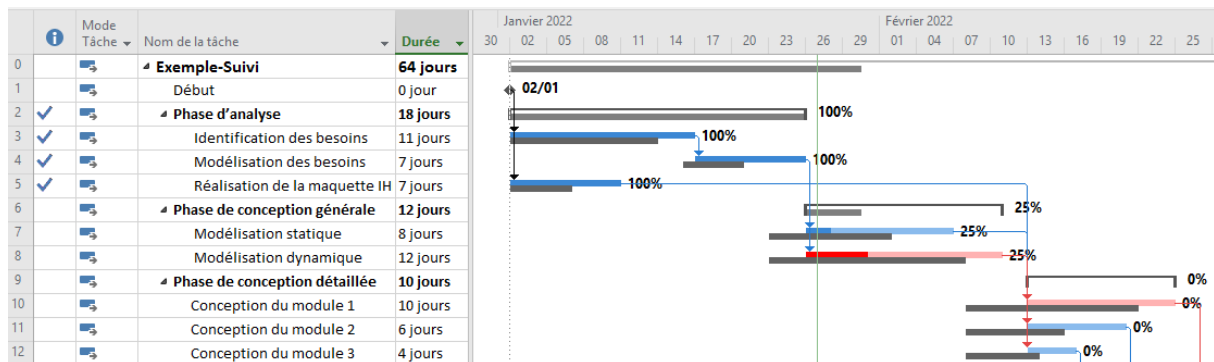 Janvier 2022 Février 2022
Mode Tâche Nom de la tâche Durée 30 02 05 08 11 14 17 20 23 26 29 01 04 07 10 13 16 19 22 25
0 Exemple-Suivi 64 jours
1 Début 0 jour 02/01
2 Phase d'analyse 18 jours 100%
3 Identification des besoins 11 jours 100%
4 Modélisation des besoins 7 jours 100%
5 Réalisation de la maquette IH 7 jours 100%
6 Phase de conception générale 12 jours 25%
7 Modélisation statique 8 jours 25%
8 Modélisation dynamique 12 jours 25%
9 Phase de conception détaillée 10 jours 0%
10 Conception du module 1 10 jours 0%
11 Conception du module 2 6 jours 0%
12 Conception du module 3 4 jours 0%